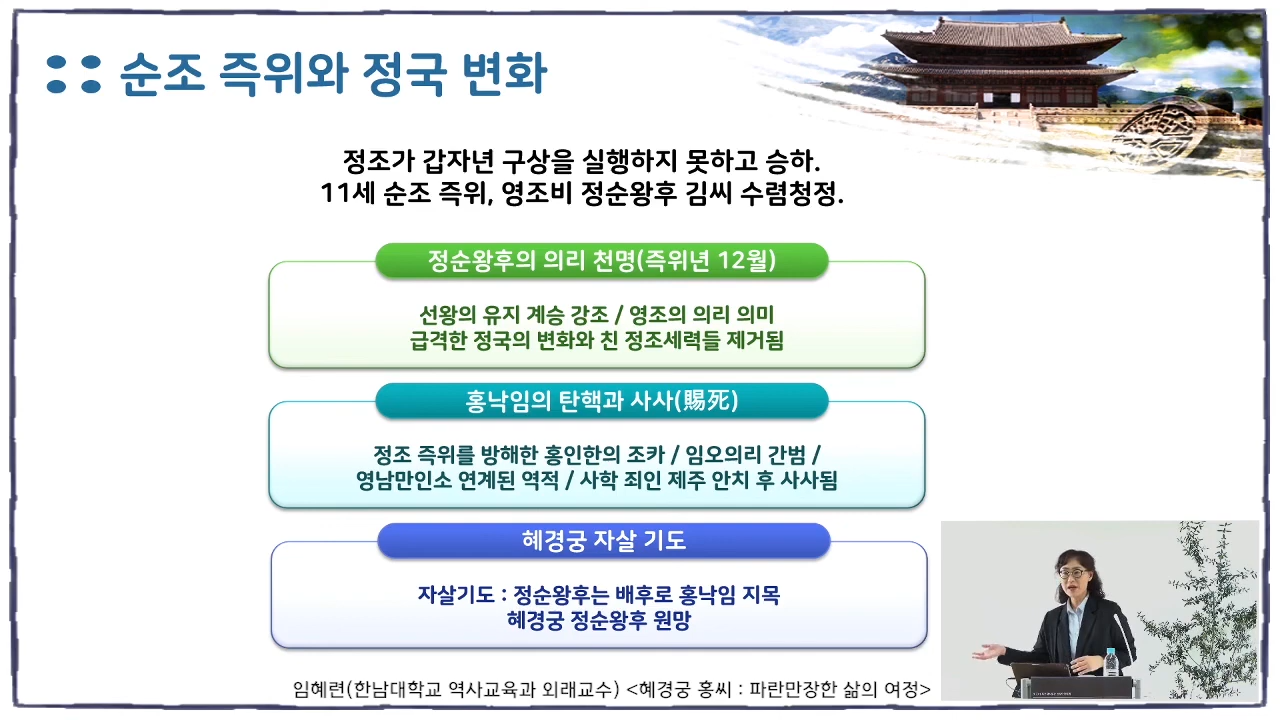 순조 즉위와 정국 변화
정조가 갑자년 구상을 실행하지 못하고 승하.
11세 순조 즉위, 영조비 정순왕후 김씨 수렴청정.
정순왕후의 의리 천명(즉위년 12월)
선왕의 유지 계승 강조 / 영조의 의리 의미
급격한 정국의 변화와 친 정조세력들 제거됨
홍낙임의 탄핵과 사사(賜死)
정조 즉위를 방해한 홍인한의 조카 / 임오의리 간범 /
영남만인소 연계된 역적 / 사학 죄인 제주 안치 후 사사됨
혜경궁 자살 기도
자살기도 : 정순왕후는 배후로 홍낙임 지목
혜경궁 정순왕후 원망
임혜련(한남대학교 역사교육과 외래교수) <혜경궁 홍씨 : 파란만장한 삶의 여정>